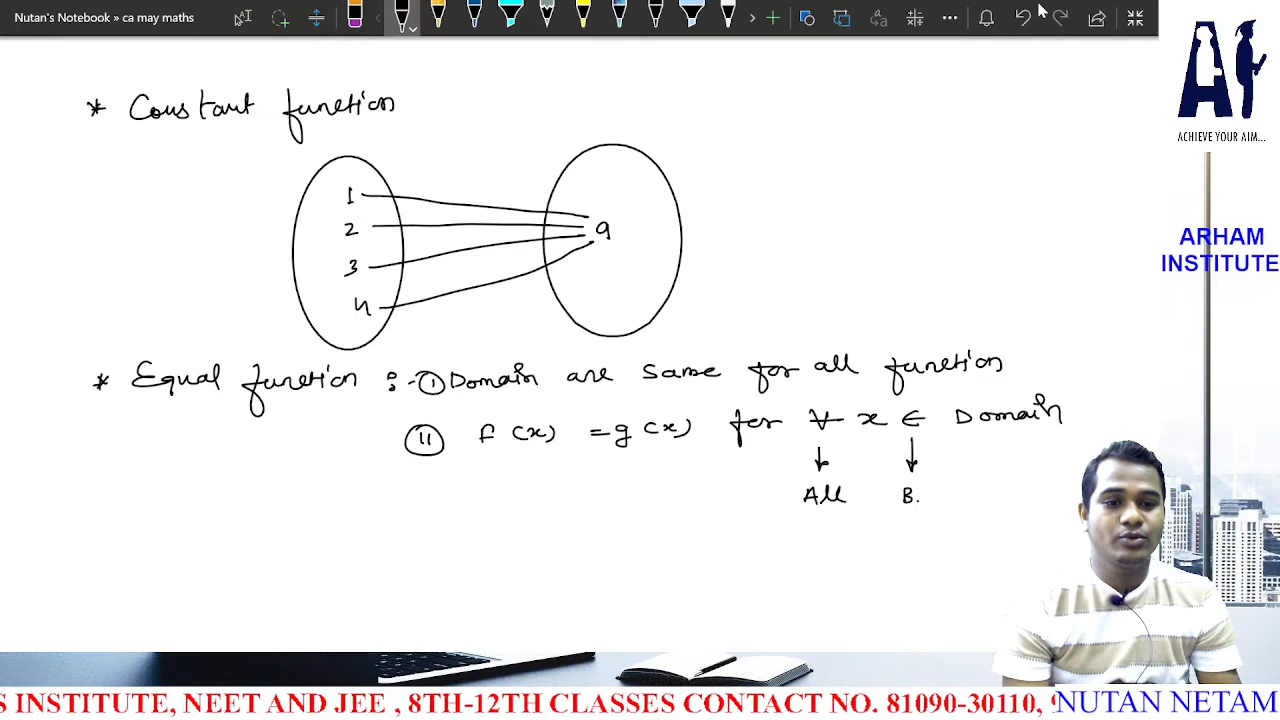 Nutan's Notebook » ca may maths
ACHIEVE YOUR AIM...
ARHAM
INSTITUTE
* Constant function
1
2
3
4
a
* Equal function :- ① Domain are same for all function
⑪ f(x) = g(x) for ∀ x ∈ Domain
↓ ↓
All B.
S INSTITUTE, NEET AND JEE , 8TH-12TH CLASSES CONTACT NO. 81090-30110, 9
NUTAN NETAM